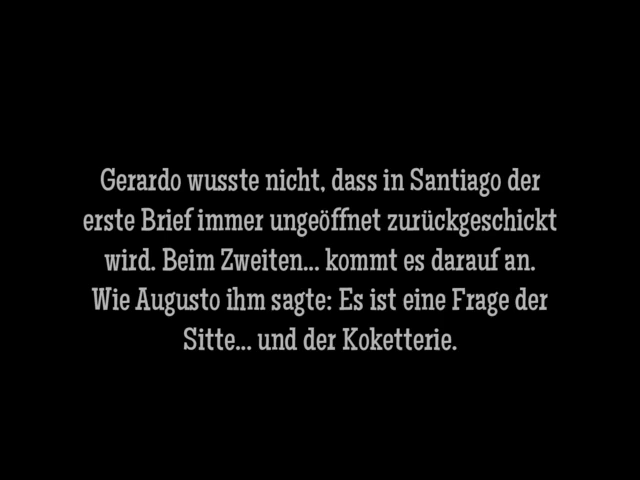 Gerardo wusste nicht, dass in Santiago der
erste Brief immer ungeöffnet zurückgeschickt
wird. Beim Zweiten... kommt es darauf an.
Wie Augusto ihm sagte: Es ist eine Frage der
Sitte... und der Koketterie.